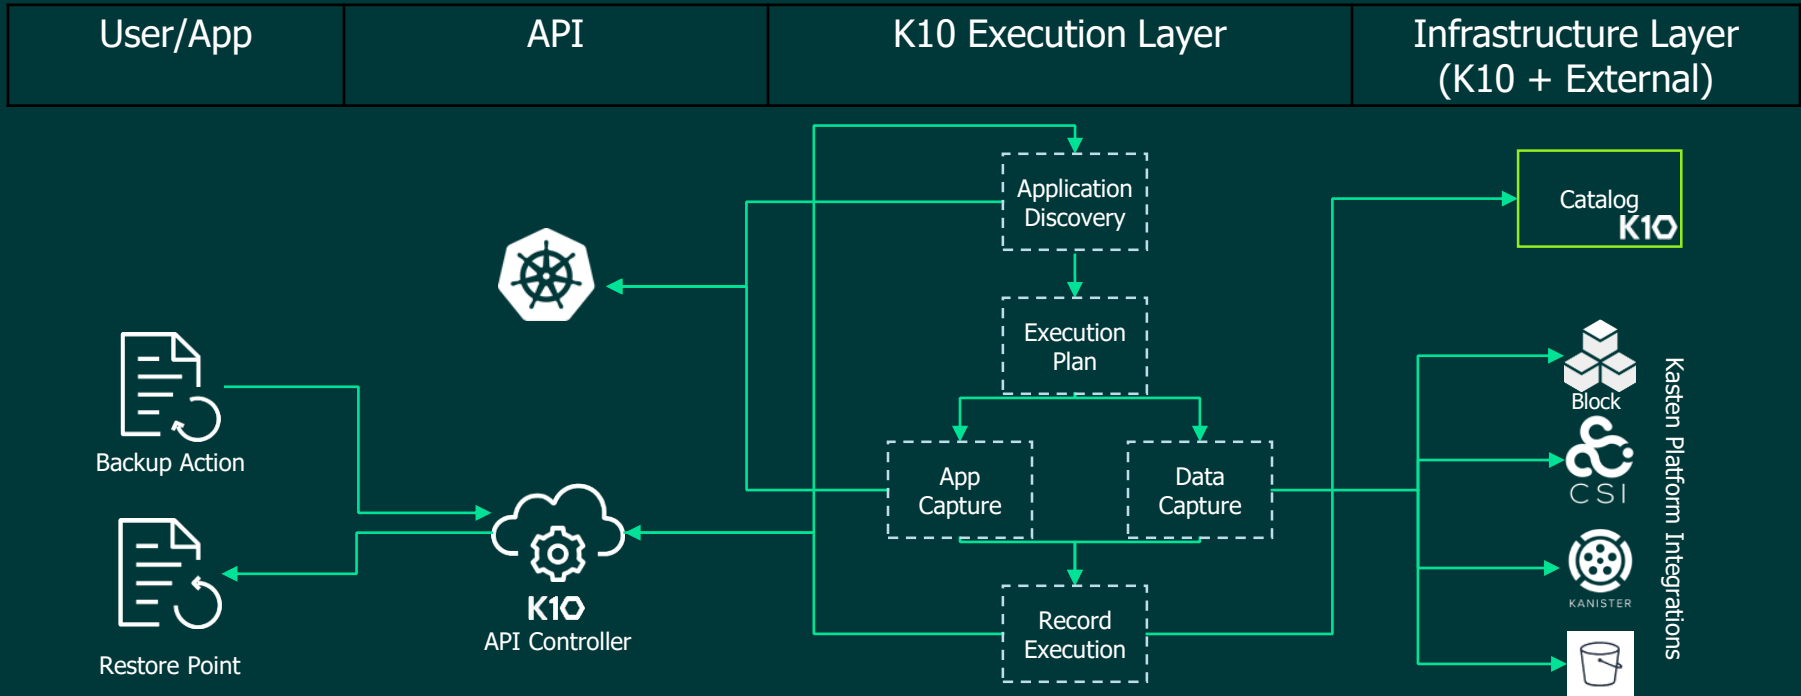 User/App
API
K10 Execution Layer
Infrastructure Layer
(K10 + External)
Application
Discovery
Catalog
K10
Execution
Plan
Block
Backup Action
App
Capture
Data
Capture
CSI
Kasten Platform Integrations
KANISTER
K10
API Controller
Record
Execution
Restore Point